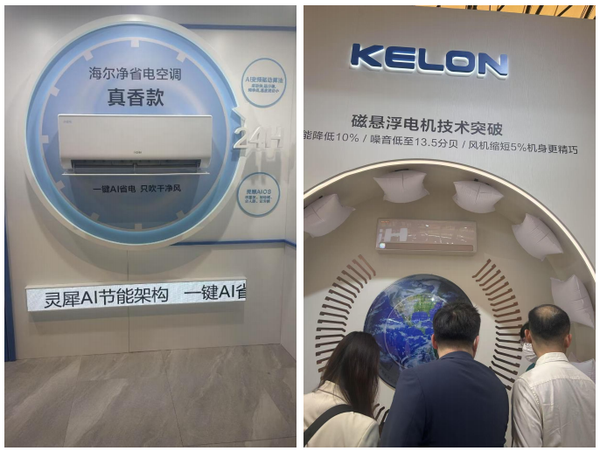 海尔净省电空调
真香款
一键AI省电 只吹干净风
24H
灵犀AI节能架构 一键AI省
KELON
磁悬浮电机技术突破
能降低10% / 噪音低至13.5分贝 / 风机缩短5%机身更精巧